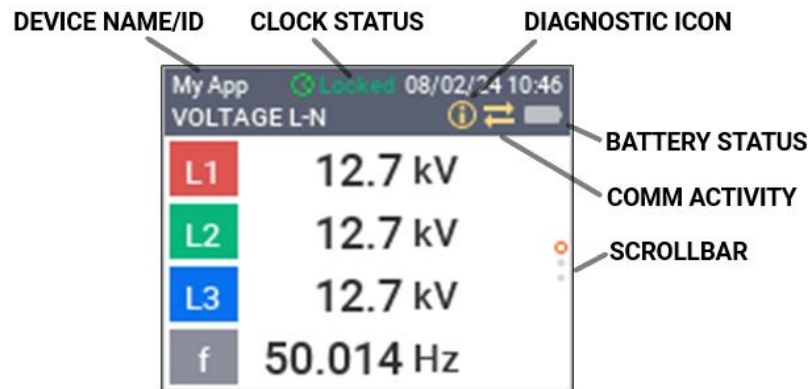 DEVICE NAME/ID CLOCK STATUS DIAGNOSTIC ICON
My App Locked 08/02/24 10:46
VOLTAGE L-N
BATTERY STATUS
L1 12.7 kV
COMM ACTIVITY
L2 12.7 kV
SCROLLBAR
L3 12.7 kV
f 50.014 Hz